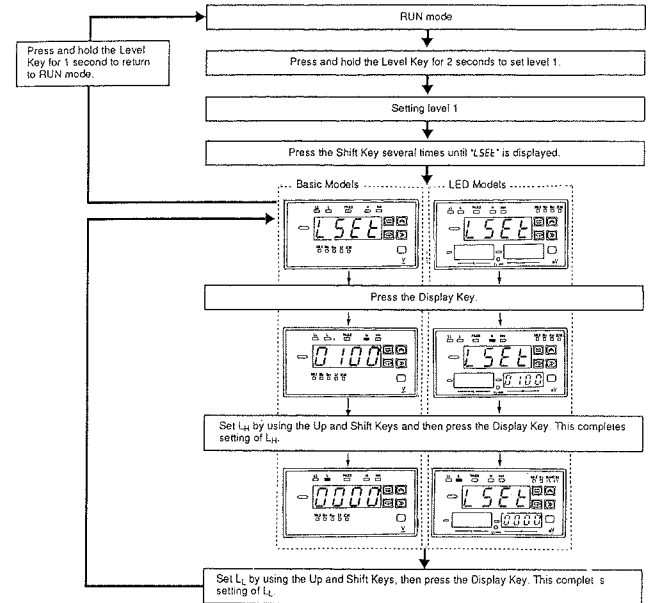 RUN mode
Press and hold the Level
Key for 1 second to return
to RUN mode.
Press and hold the Level Key for 2 seconds to set level 1.
Setting level 1
Press the Shift Key several times until "LSEt" is displayed.
Basic Models
LED Models
LSEt
LSEt
Press the Display Key.
0100
LSEt
0100
Set LH by using the Up and Shift Keys and then press the Display Key. This completes
setting of LH.
0000
LSEt
0000
Set LL by using the Up and Shift Keys, then press the Display Key. This complet s
setting of LL.